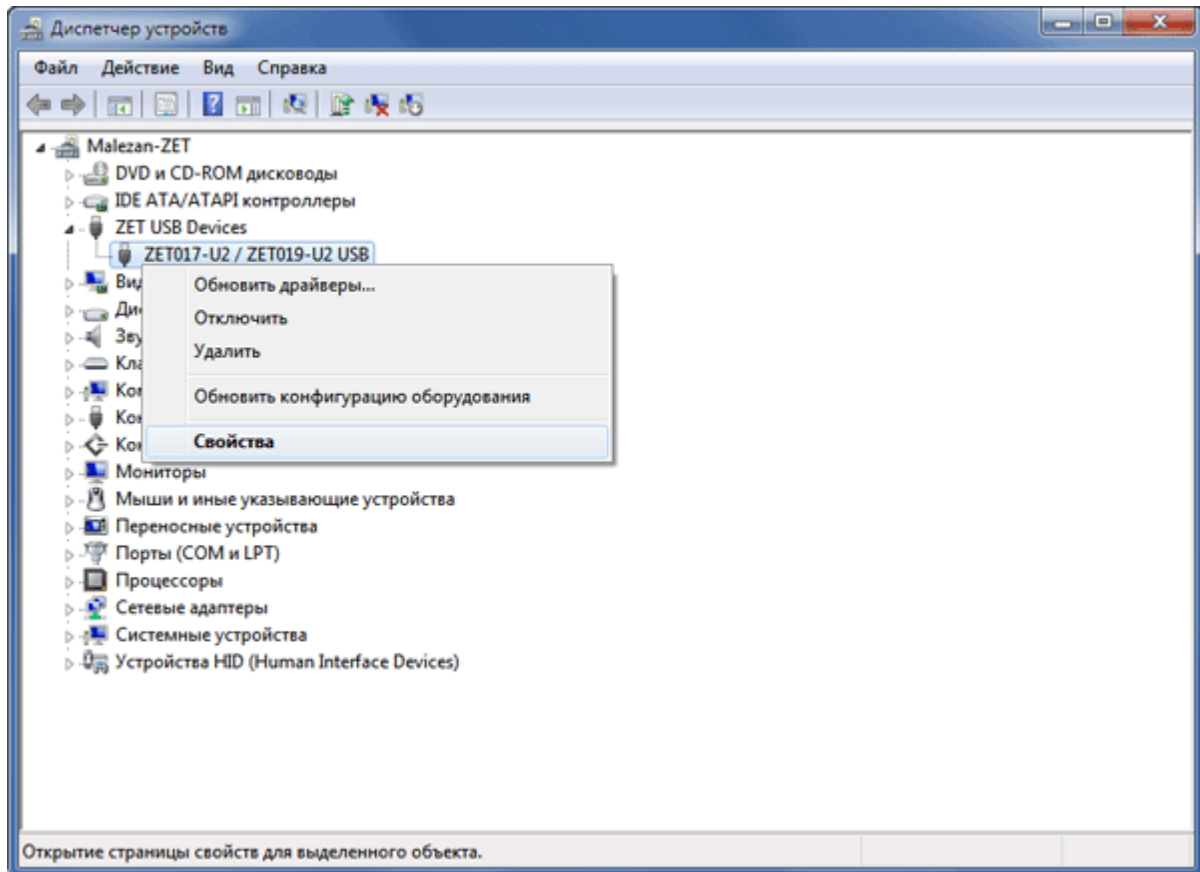 Диспетчер устройств
Файл Действие Вид Справка
Malezan-ZET
DVD и CD-ROM дисководы
IDE ATA/ATAPI контроллеры
ZET USB Devices
ZET017-U2 / ZET019-U2 USB
Обновить драйверы...
Отключить
Удалить
Обновить конфигурацию оборудования
Свойства
Мониторы
Мыши и иные указывающие устройства
Переносные устройства
Порты (COM и LPT)
Процессоры
Сетевые адаптеры
Системные устройства
Устройства HID (Human Interface Devices)
Открытие страницы свойств для выделенного объекта.